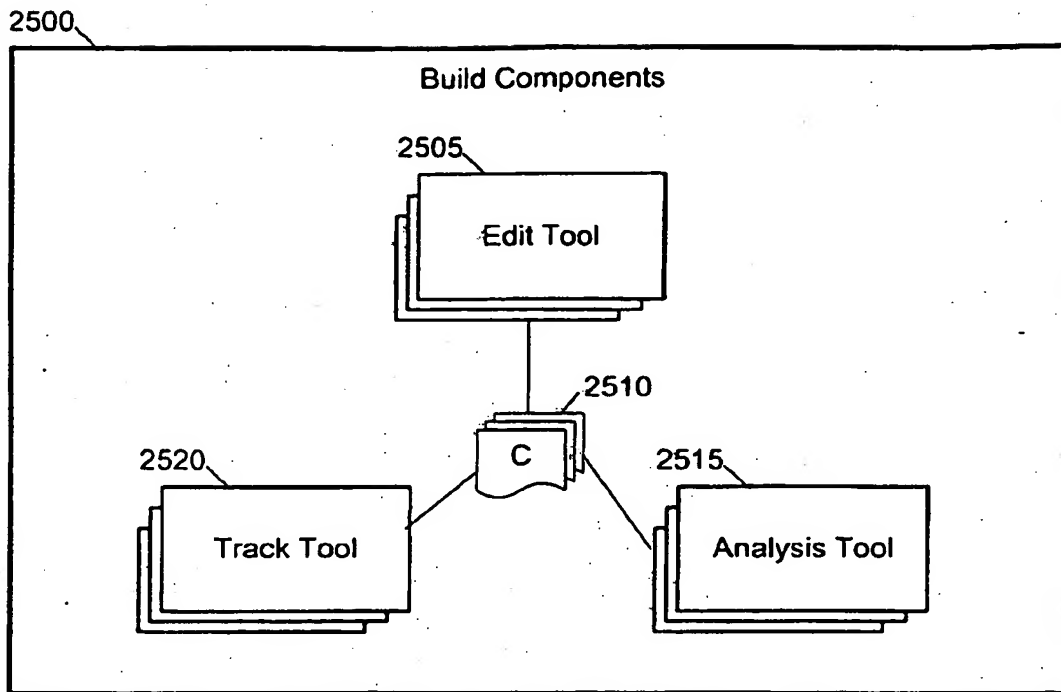 2500
Build Components
2505
Edit Tool
2510
C
2520
2515
Track Tool
Analysis Tool